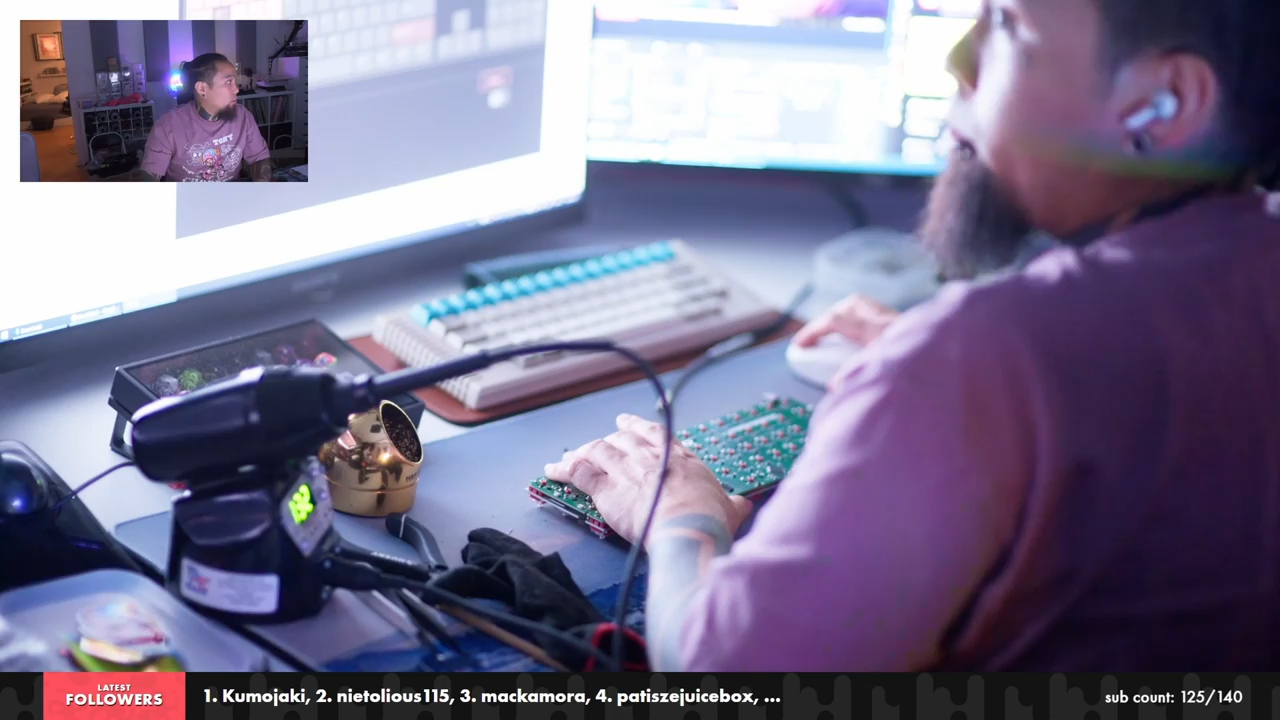 LATEST
FOLLOWERS
1. Kumojaki, 2. nietolious115, 3. mackamora, 4. patiszejuicebox, ...
sub count: 125/140